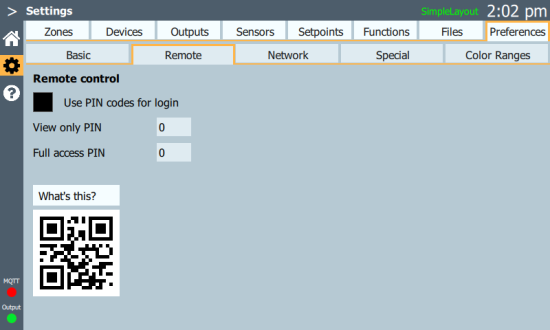 > Settings SimpleLayout 2:02 pm
Zones Devices Outputs Sensors Setpoints Functions Files Preferences
Basic Remote Network Special Color Ranges
Remote control
Use PIN codes for login
View only PIN 0
Full access PIN 0
What's this?
MQTT
Output